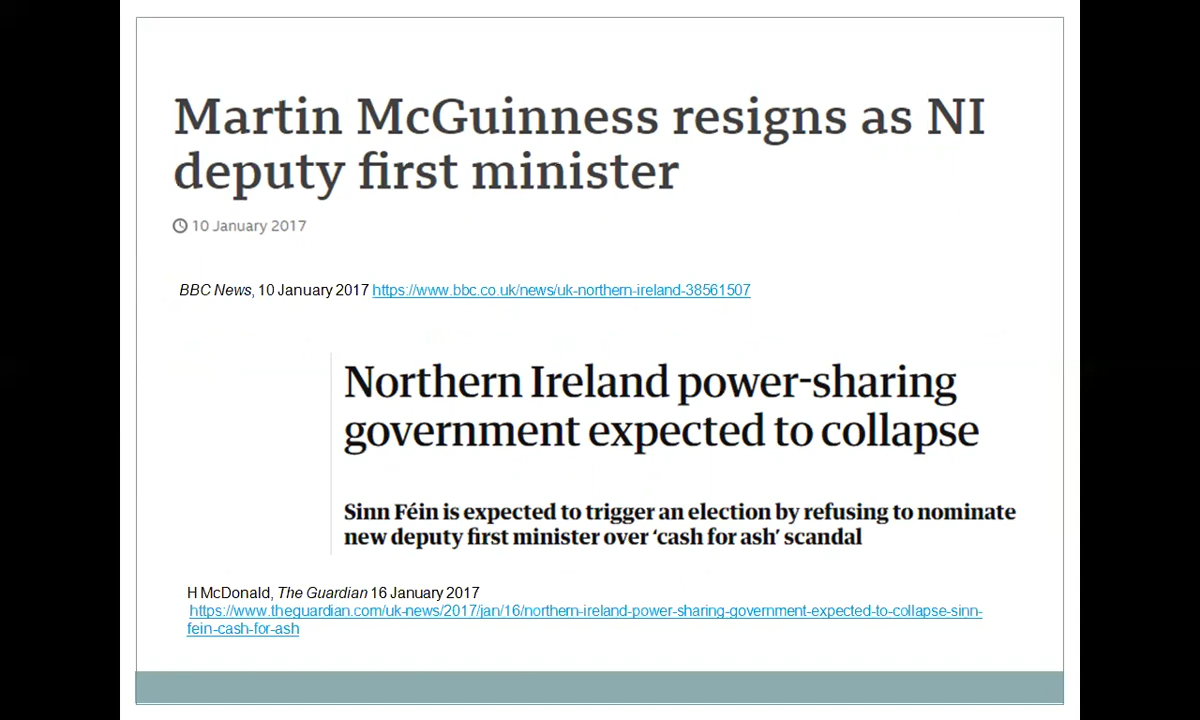 Martin McGuinness resigns as NI
deputy first minister
10 January 2017
BBC News, 10 January 2017 https://www.bbc.co.uk/news/uk-northern-ireland-38561507
Northern Ireland power-sharing
government expected to collapse
Sinn Féin is expected to trigger an election by refusing to nominate
new deputy first minister over ‘cash for ash’ scandal
H McDonald, The Guardian 16 January 2017
https://www.theguardian.com/uk-news/2017/jan/16/northern-ireland-power-sharing-government-expected-to-collapse-sinn-
fein-cash-for-ash